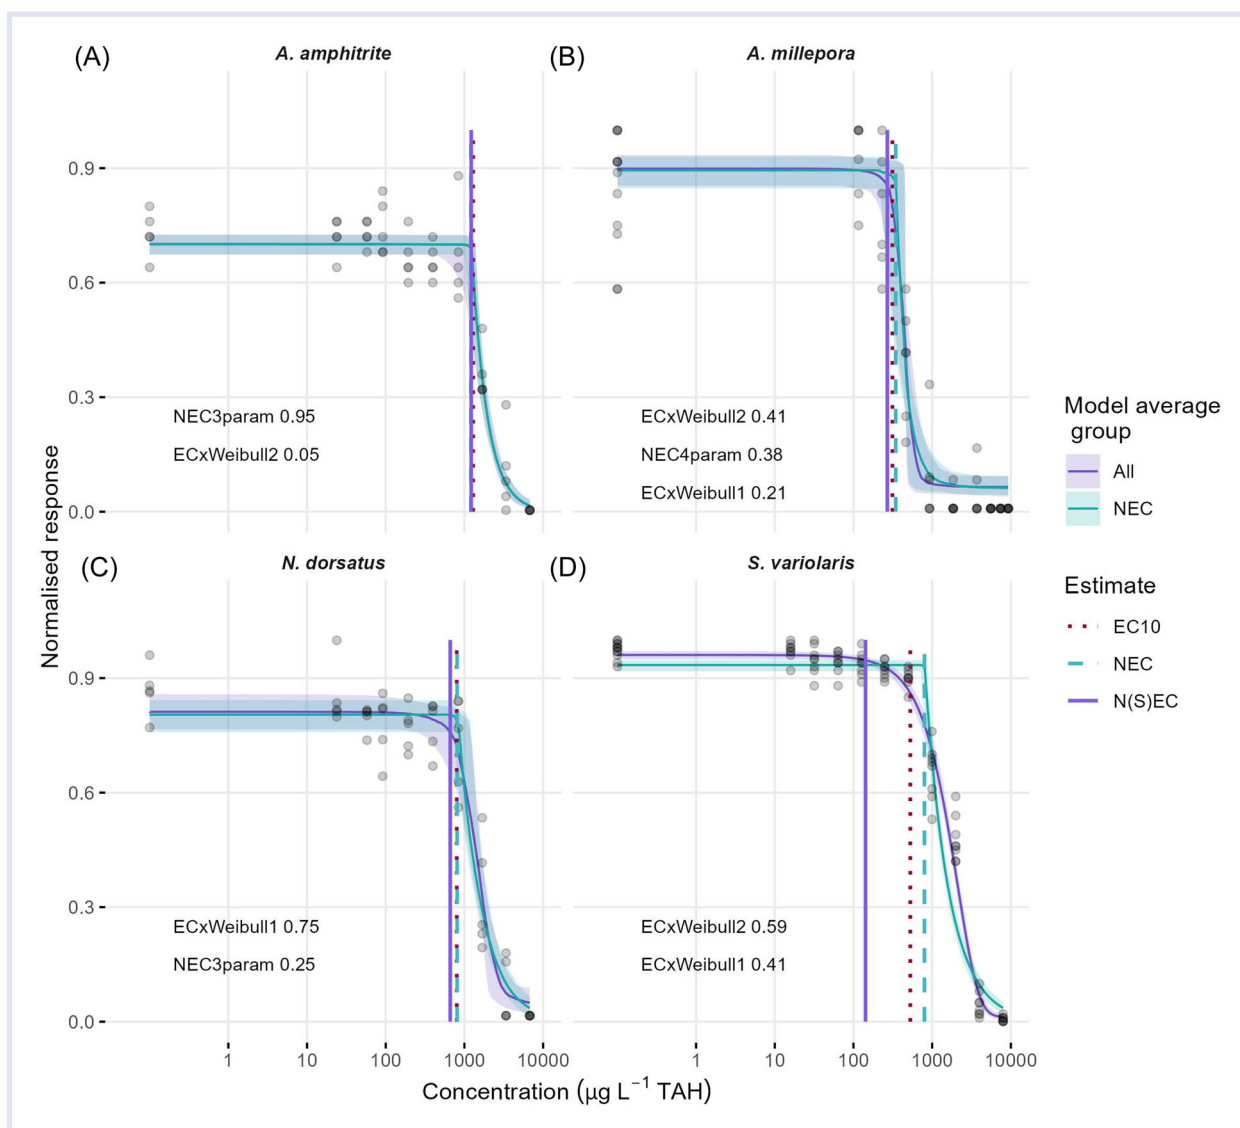 (A)
A. amphitrite
(B)
A. millepora
0.9
0.6
0.3
0.0
NEC3param 0.95
ECxWeibull2 0.05
ECxWeibull2 0.41
NEC4param 0.38
ECxWeibull1 0.21
Normalised response
(C)
N. dorsatus
(D)
S. variolaris
0.9
0.6
0.3
0.0
ECxWeibull1 0.75
NEC3param 0.25
ECxWeibull2 0.59
ECxWeibull1 0.41
1 10 100 1000 10000
1 10 100 1000 10000
Concentration (µg L⁻¹ TAH)
Model average
group
All
NEC
Estimate
EC10
NEC
N(S)EC